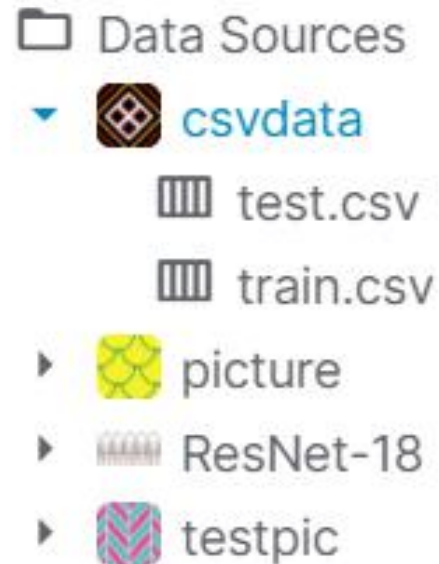 Data Sources
csvdata
test.csv
train.csv
picture
ResNet-18
testpic